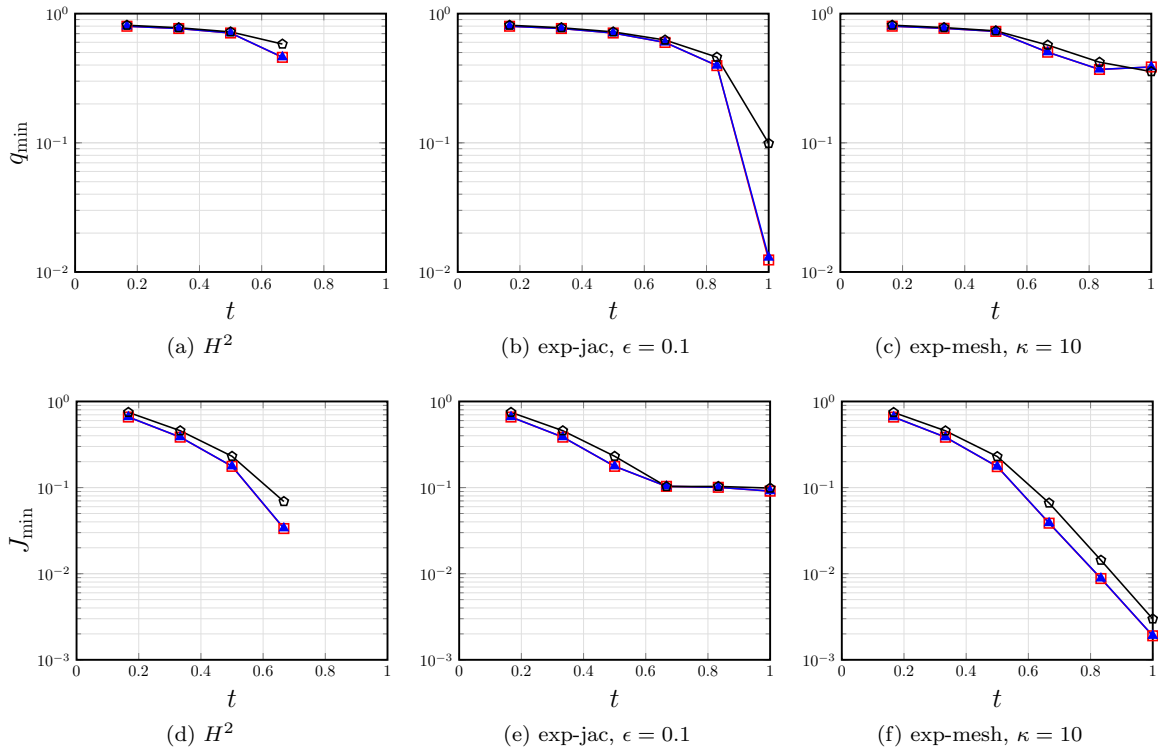 10^0
10^{-1}
10^{-2}
q_min
0 0.2 0.4 0.6 0.8 1
t
(a) H^2
10^0
10^{-1}
10^{-2}
0 0.2 0.4 0.6 0.8 1
t
(b) exp-jac, ϵ = 0.1
10^0
10^{-1}
10^{-2}
0 0.2 0.4 0.6 0.8 1
t
(c) exp-mesh, κ = 10
10^0
10^{-1}
10^{-2}
10^{-3}
J_min
0 0.2 0.4 0.6 0.8 1
t
(d) H^2
10^0
10^{-1}
10^{-2}
10^{-3}
0 0.2 0.4 0.6 0.8 1
t
(e) exp-jac, ϵ = 0.1
10^0
10^{-1}
10^{-2}
10^{-3}
0 0.2 0.4 0.6 0.8 1
t
(f) exp-mesh, κ = 10